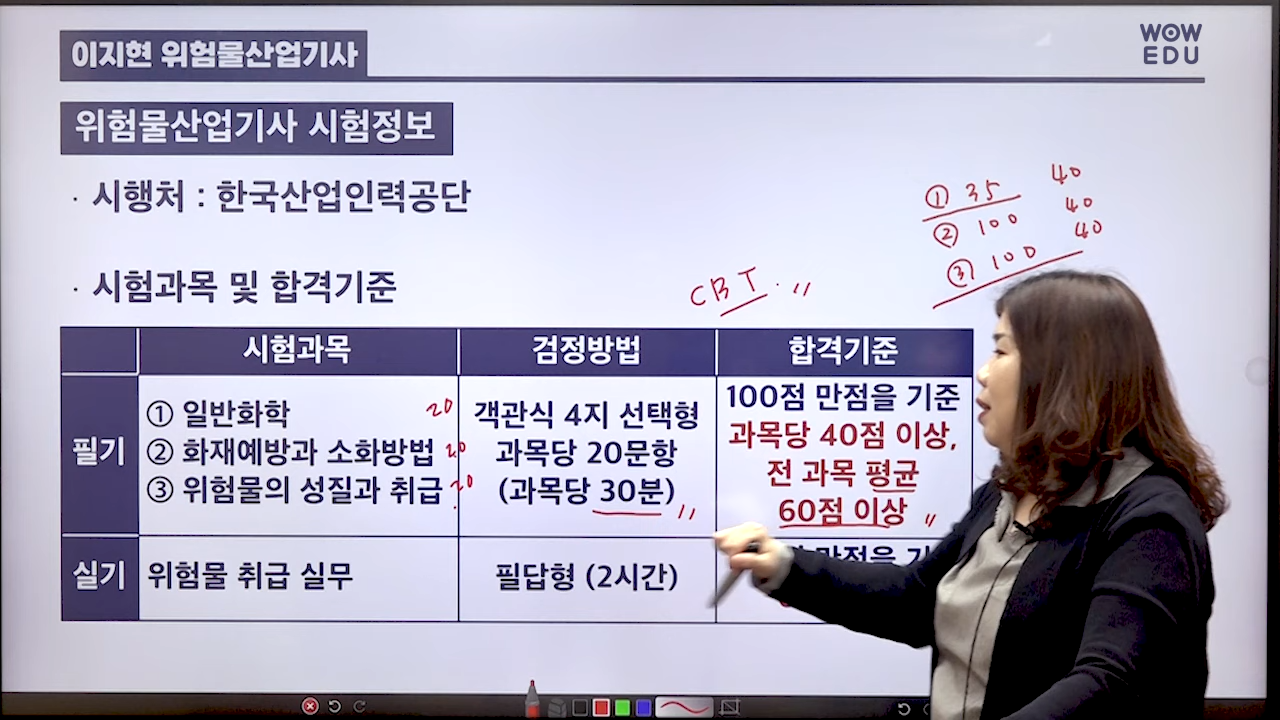 이지현 위험물산업기사
WOW
EDU
위험물산업기사 시험정보
· 시행처 : 한국산업인력공단
① 35 40
② 100 40
③ 100 40
· 시험과목 및 합격기준
CBT
시험과목 검정방법 합격기준
필기
① 일반화학 20
② 화재예방과 소화방법 20
③ 위험물의 성질과 취급 20
객관식 4지 선택형
과목당 20문항
(과목당 30분)
100점 만점을 기준
과목당 40점 이상,
전 과목 평균
60점 이상
실기 위험물 취급 실무 필답형 (2시간)
만점을